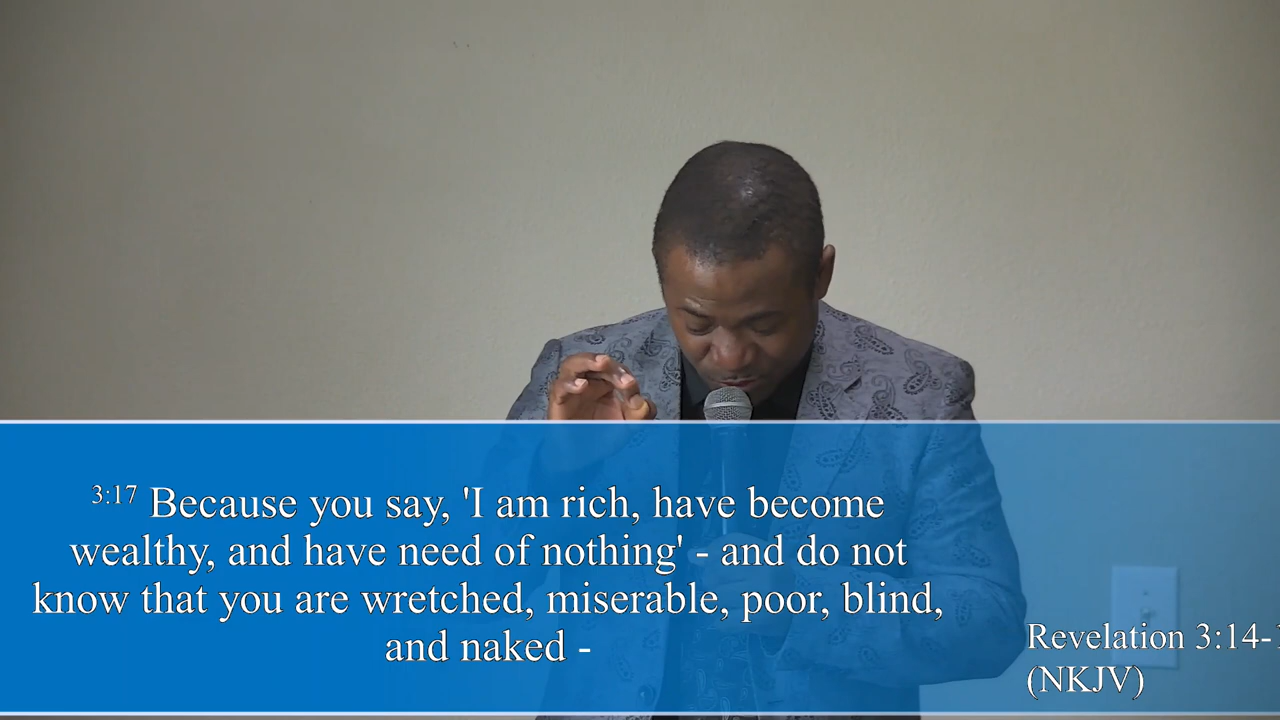 3:17 Because you say, 'I am rich, have become
wealthy, and have need of nothing' - and do not
know that you are wretched, miserable, poor, blind,
and naked -
Revelation 3:14-
(NKJV)